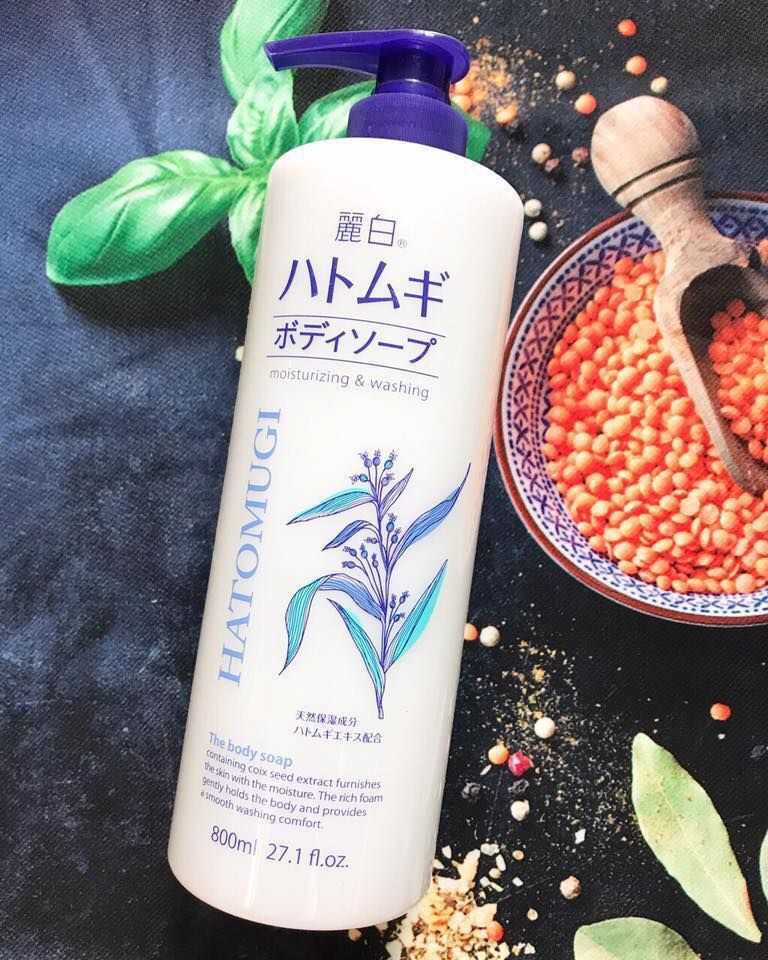 麗白®
ハトムギ
ボディソープ
moisturizing & washing
HATOMUGI
天然保湿成分
ハトムギエキス配合
The body soap
containing coix seed extract furnishes
the skin with the moisture. The rich foam
gently holds the body and provides
a smooth washing comfort.
800ml 27.1 fl.oz.